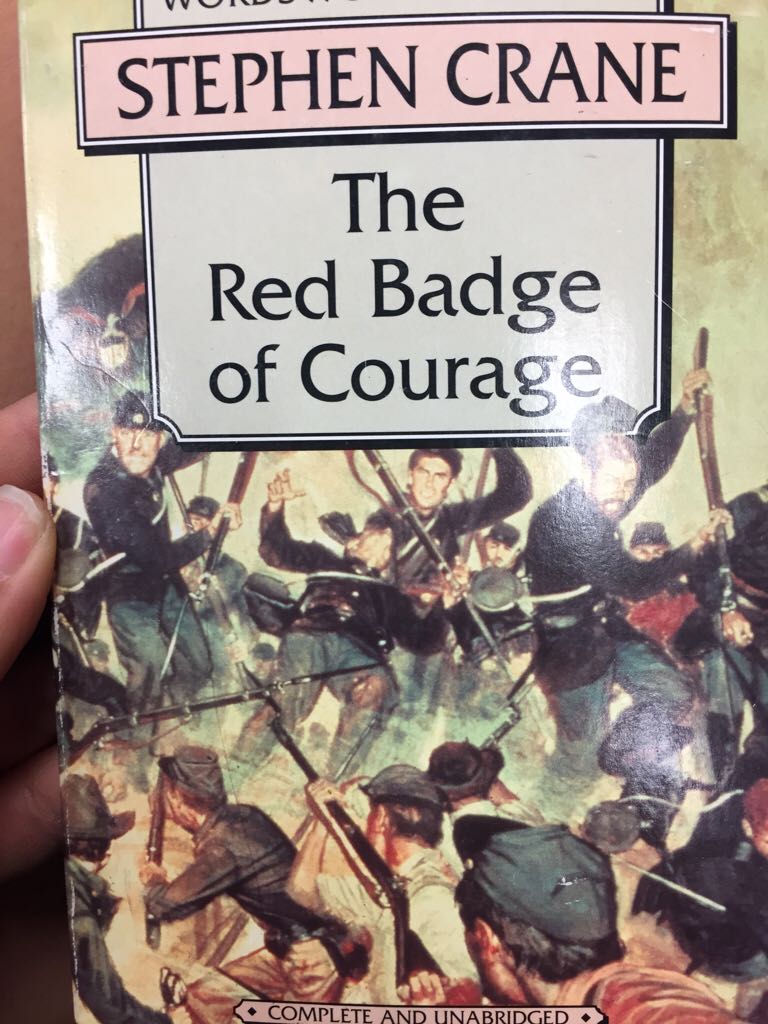 STEPHEN CRANE
The
Red Badge
of Courage
COMPLETE AND UNABRIDGED